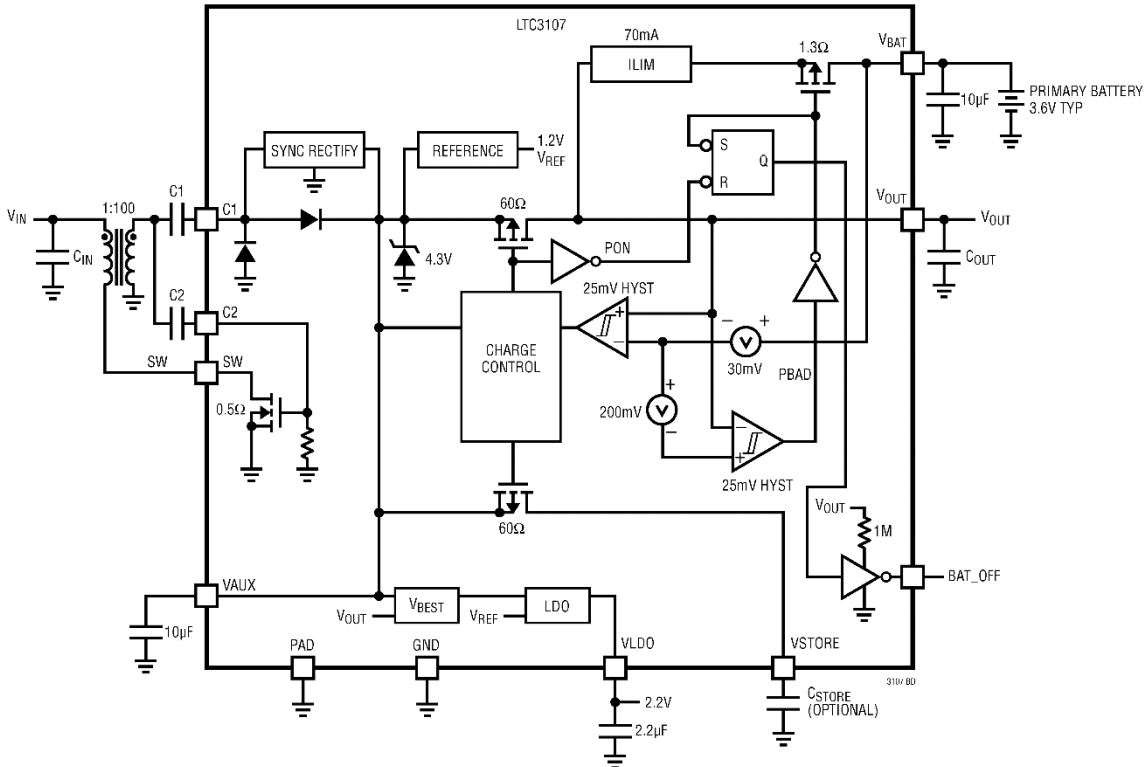 LTC3107
70mA
ILIM
1.3Ω
VBAT
10µF
PRIMARY BATTERY
3.6V TYP
SYNC RECTIFY
REFERENCE
1.2V
VREF
S
Q
R
VIN
1:100
C1
C1
60Ω
VOUT
VOUT
CIN
4.3V
PON
COUT
C2
C2
25mV HYST
CHARGE
CONTROL
+
−
−
+
V
30mV
PBAD
SW
SW
0.5Ω
+
200mV
V
−
−
+
25mV HYST
60Ω
VOUT
1M
BAT_OFF
VAUX
VBEST
LDO
VOUT
VREF
10µF
PAD
GND
VLDO
VSTORE
3107 BD
2.2V
2.2µF
CSTORE
(OPTIONAL)